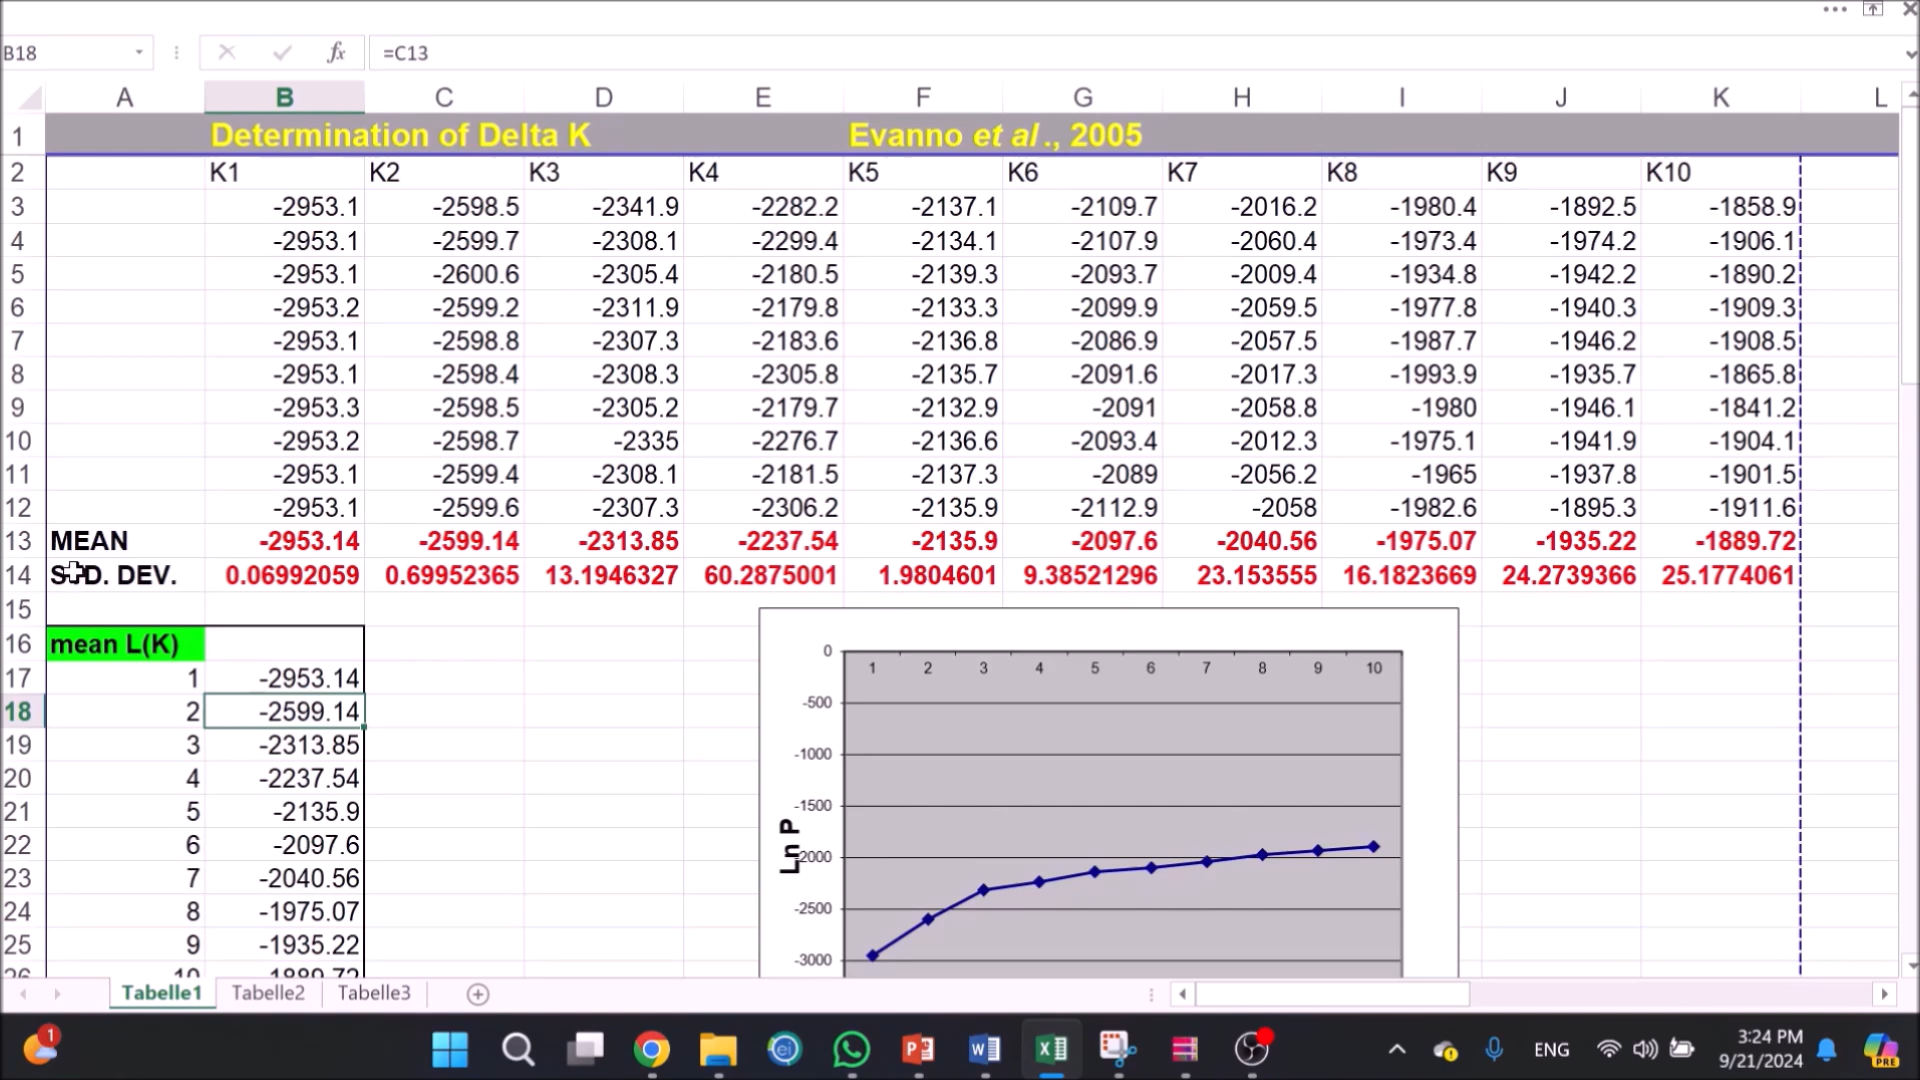 B18 fx =C13
A B C D E F G H I J K L
1 Determination of Delta K Evanno et al., 2005
2 K1 K2 K3 K4 K5 K6 K7 K8 K9 K10
3 -2953.1 -2598.5 -2341.9 -2282.2 -2137.1 -2109.7 -2016.2 -1980.4 -1892.5 -1858.9
4 -2953.1 -2599.7 -2308.1 -2299.4 -2134.1 -2107.9 -2060.4 -1973.4 -1974.2 -1906.1
5 -2953.1 -2600.6 -2305.4 -2180.5 -2139.3 -2093.7 -2009.4 -1934.8 -1942.2 -1890.2
6 -2953.2 -2599.2 -2311.9 -2179.8 -2133.3 -2099.9 -2059.5 -1977.8 -1940.3 -1909.3
7 -2953.1 -2598.8 -2307.3 -2183.6 -2136.8 -2086.9 -2057.5 -1987.7 -1946.2 -1908.5
8 -2953.1 -2598.4 -2308.3 -2305.8 -2135.7 -2091.6 -2017.3 -1993.9 -1935.7 -1865.8
9 -2953.3 -2598.5 -2305.2 -2179.7 -2132.9 -2091 -2058.8 -1980 -1946.1 -1841.2
10 -2953.2 -2598.7 -2335 -2276.7 -2136.6 -2093.4 -2012.3 -1975.1 -1941.9 -1904.1
11 -2953.1 -2599.4 -2308.1 -2181.5 -2137.3 -2089 -2056.2 -1965 -1937.8 -1901.5
12 -2953.1 -2599.6 -2307.3 -2306.2 -2135.9 -2112.9 -2058 -1982.6 -1895.3 -1911.6
13 MEAN -2953.14 -2599.14 -2313.85 -2237.54 -2135.9 -2097.6 -2040.56 -1975.07 -1935.22 -1889.72
14 STD. DEV. 0.06992059 0.69952365 13.1946327 60.2875001 1.9804601 9.38521296 23.153555 16.1823669 24.2739366 25.1774061
15
16 mean L(K)
17 1 -2953.14
18 2 -2599.14
19 3 -2313.85
20 4 -2237.54
21 5 -2135.9
22 6 -2097.6
23 7 -2040.56
24 8 -1975.07
25 9 -1935.22
26 10 -1889.72
0
1 2 3 4 5 6 7 8 9 10
-500
-1000
-1500
-2000
-2500
-3000
Ln P
Tabelle1 Tabelle2 Tabelle3
1
ENG
3:24 PM
9/21/2024
PRE